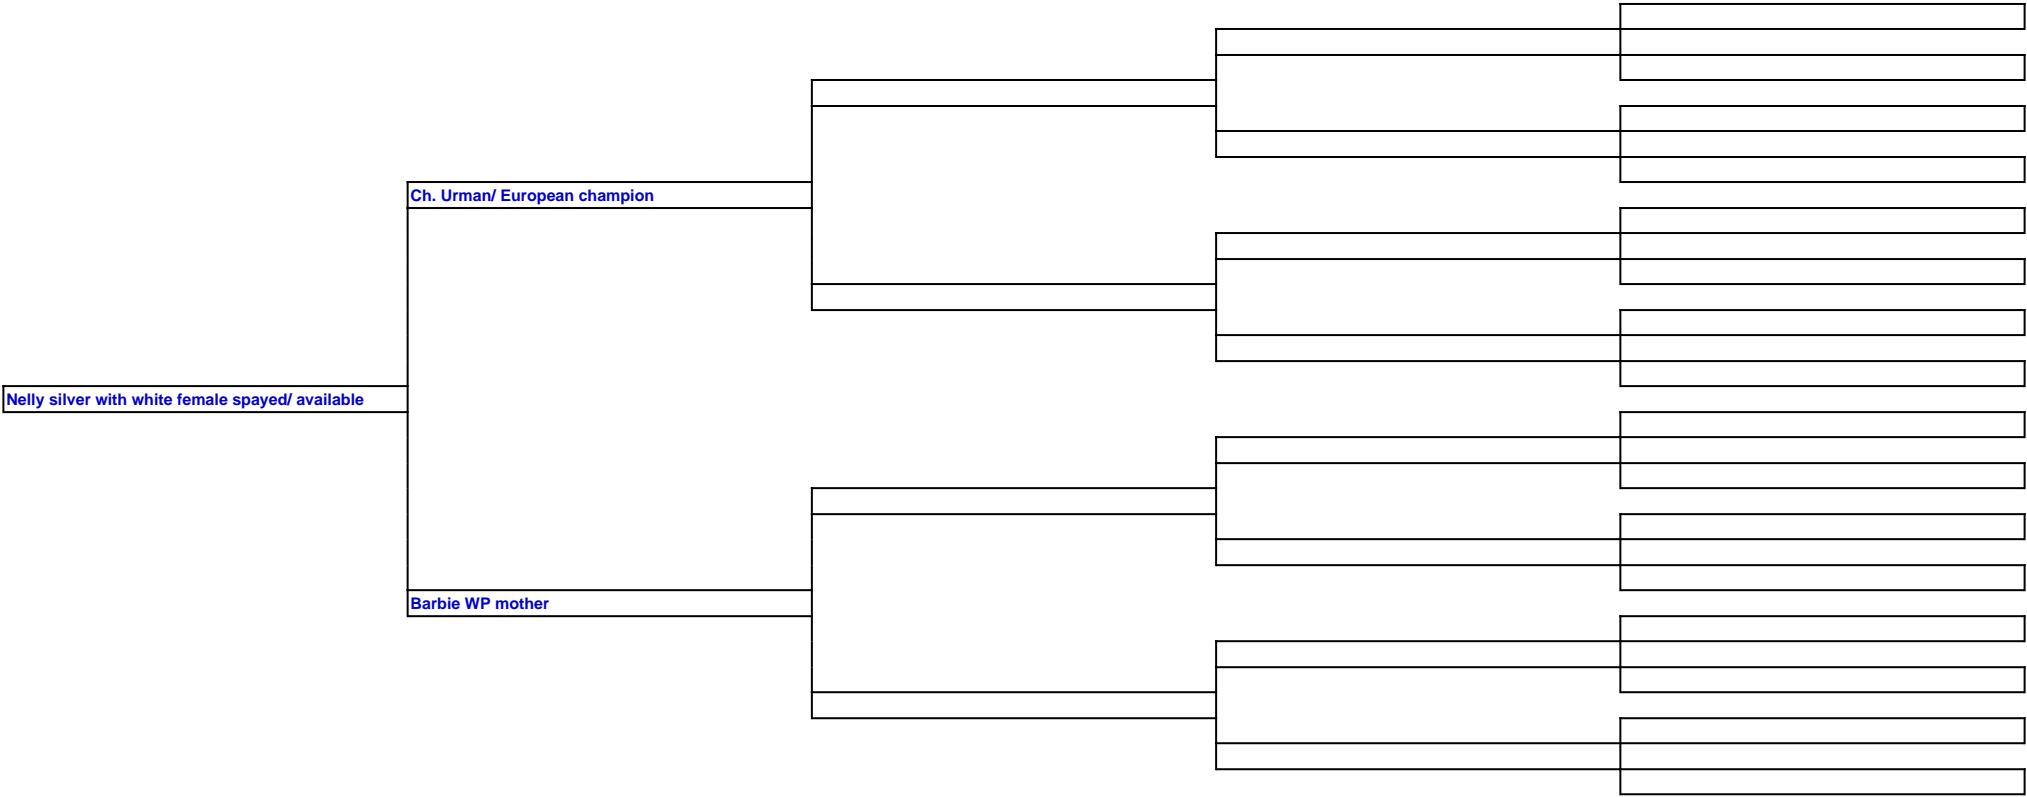 Ch. Urman/ European champion
Nelly silver with white female spayed/ available
Barbie WP mother